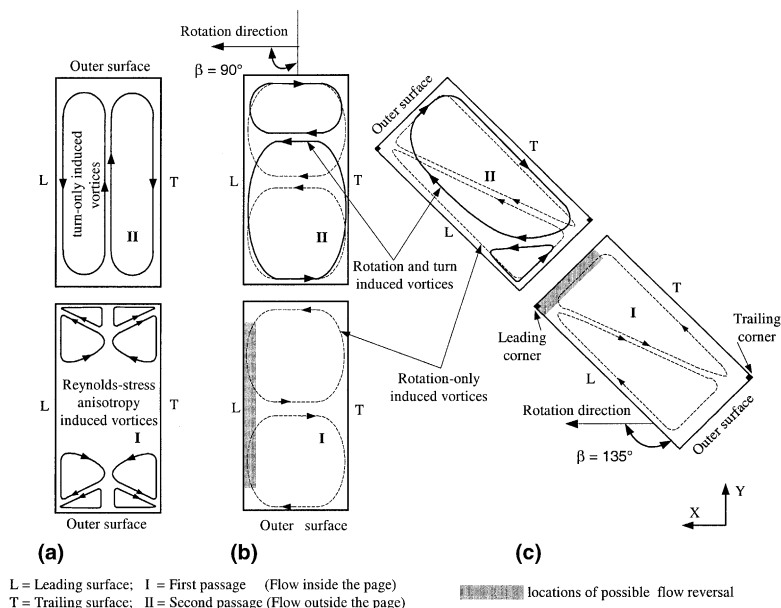 Rotation direction
β = 90°
Outer surface
L
turn-only induced
vortices
II
T
L
II
T
Outer surface
T
II
L
Rotation and turn
induced vortices
L
Reynolds-stress
anisotropy
induced vortices
I
T
Outer surface
L
I
T
Outer surface
Rotation-only
induced vortices
Leading
corner
T
I
L
Trailing
corner
Outer surface
Rotation direction
β = 135°
Y
X
(a)
(b)
(c)
L = Leading surface; I = First passage (Flow inside the page)
T = Trailing surface; II = Second passage (Flow outside the page)
locations of possible flow reversal